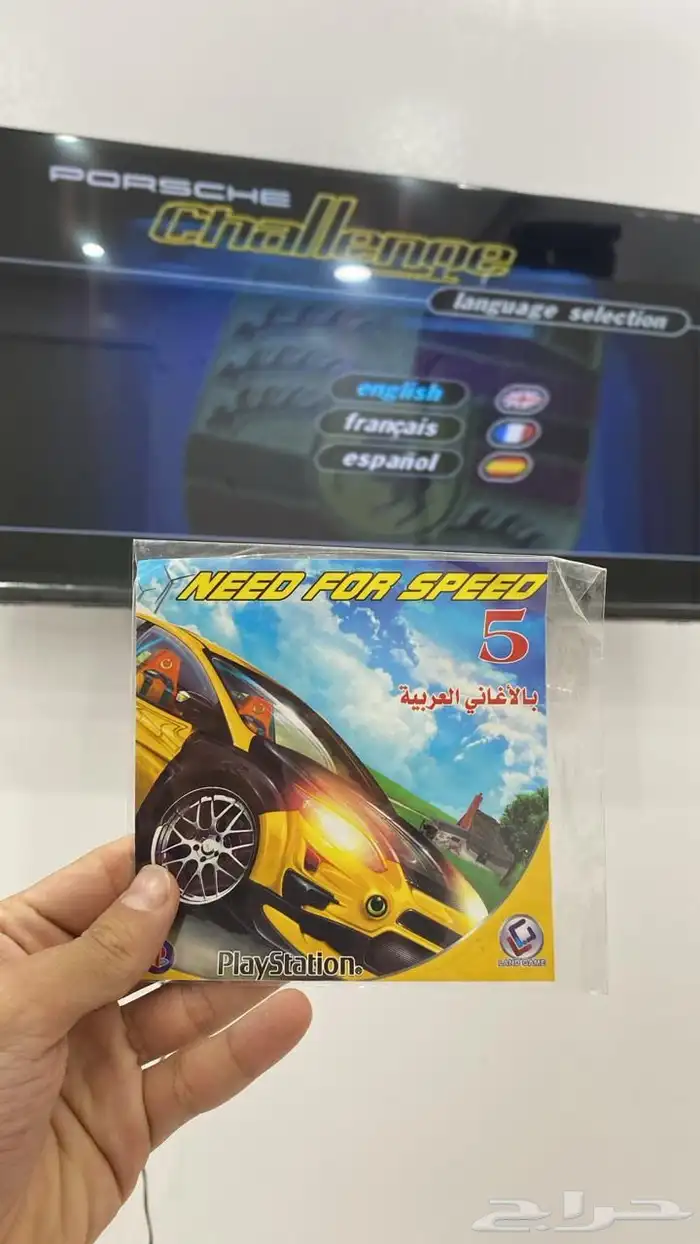 PORSCHE
challenge
language selection
english
français
español
NEED FOR SPEED
5
بالأغاني العربية
PlayStation.
LAND GAME
حراج